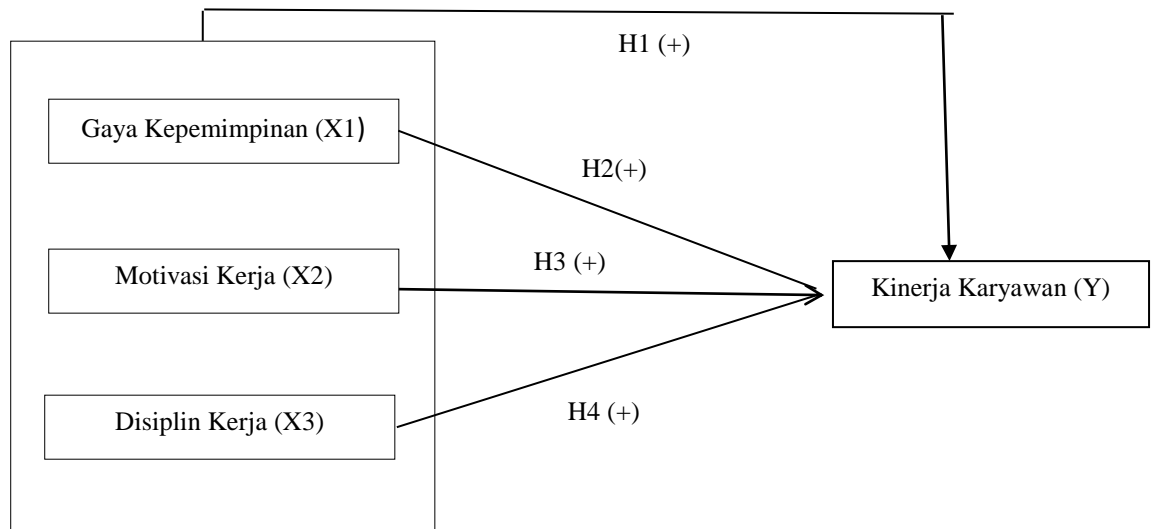 H1 (+)
Gaya Kepemimpinan (X1)
H2(+)
Motivasi Kerja (X2)
H3 (+)
Kinerja Karyawan (Y)
Disiplin Kerja (X3)
H4 (+)